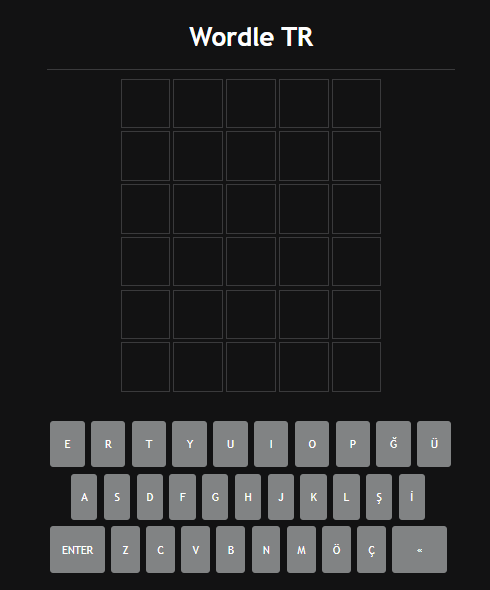 Wordle TR
E R T Y U I O P Ğ Ü
A S D F G H J K L Ş İ
ENTER Z C V B N M Ö Ç «